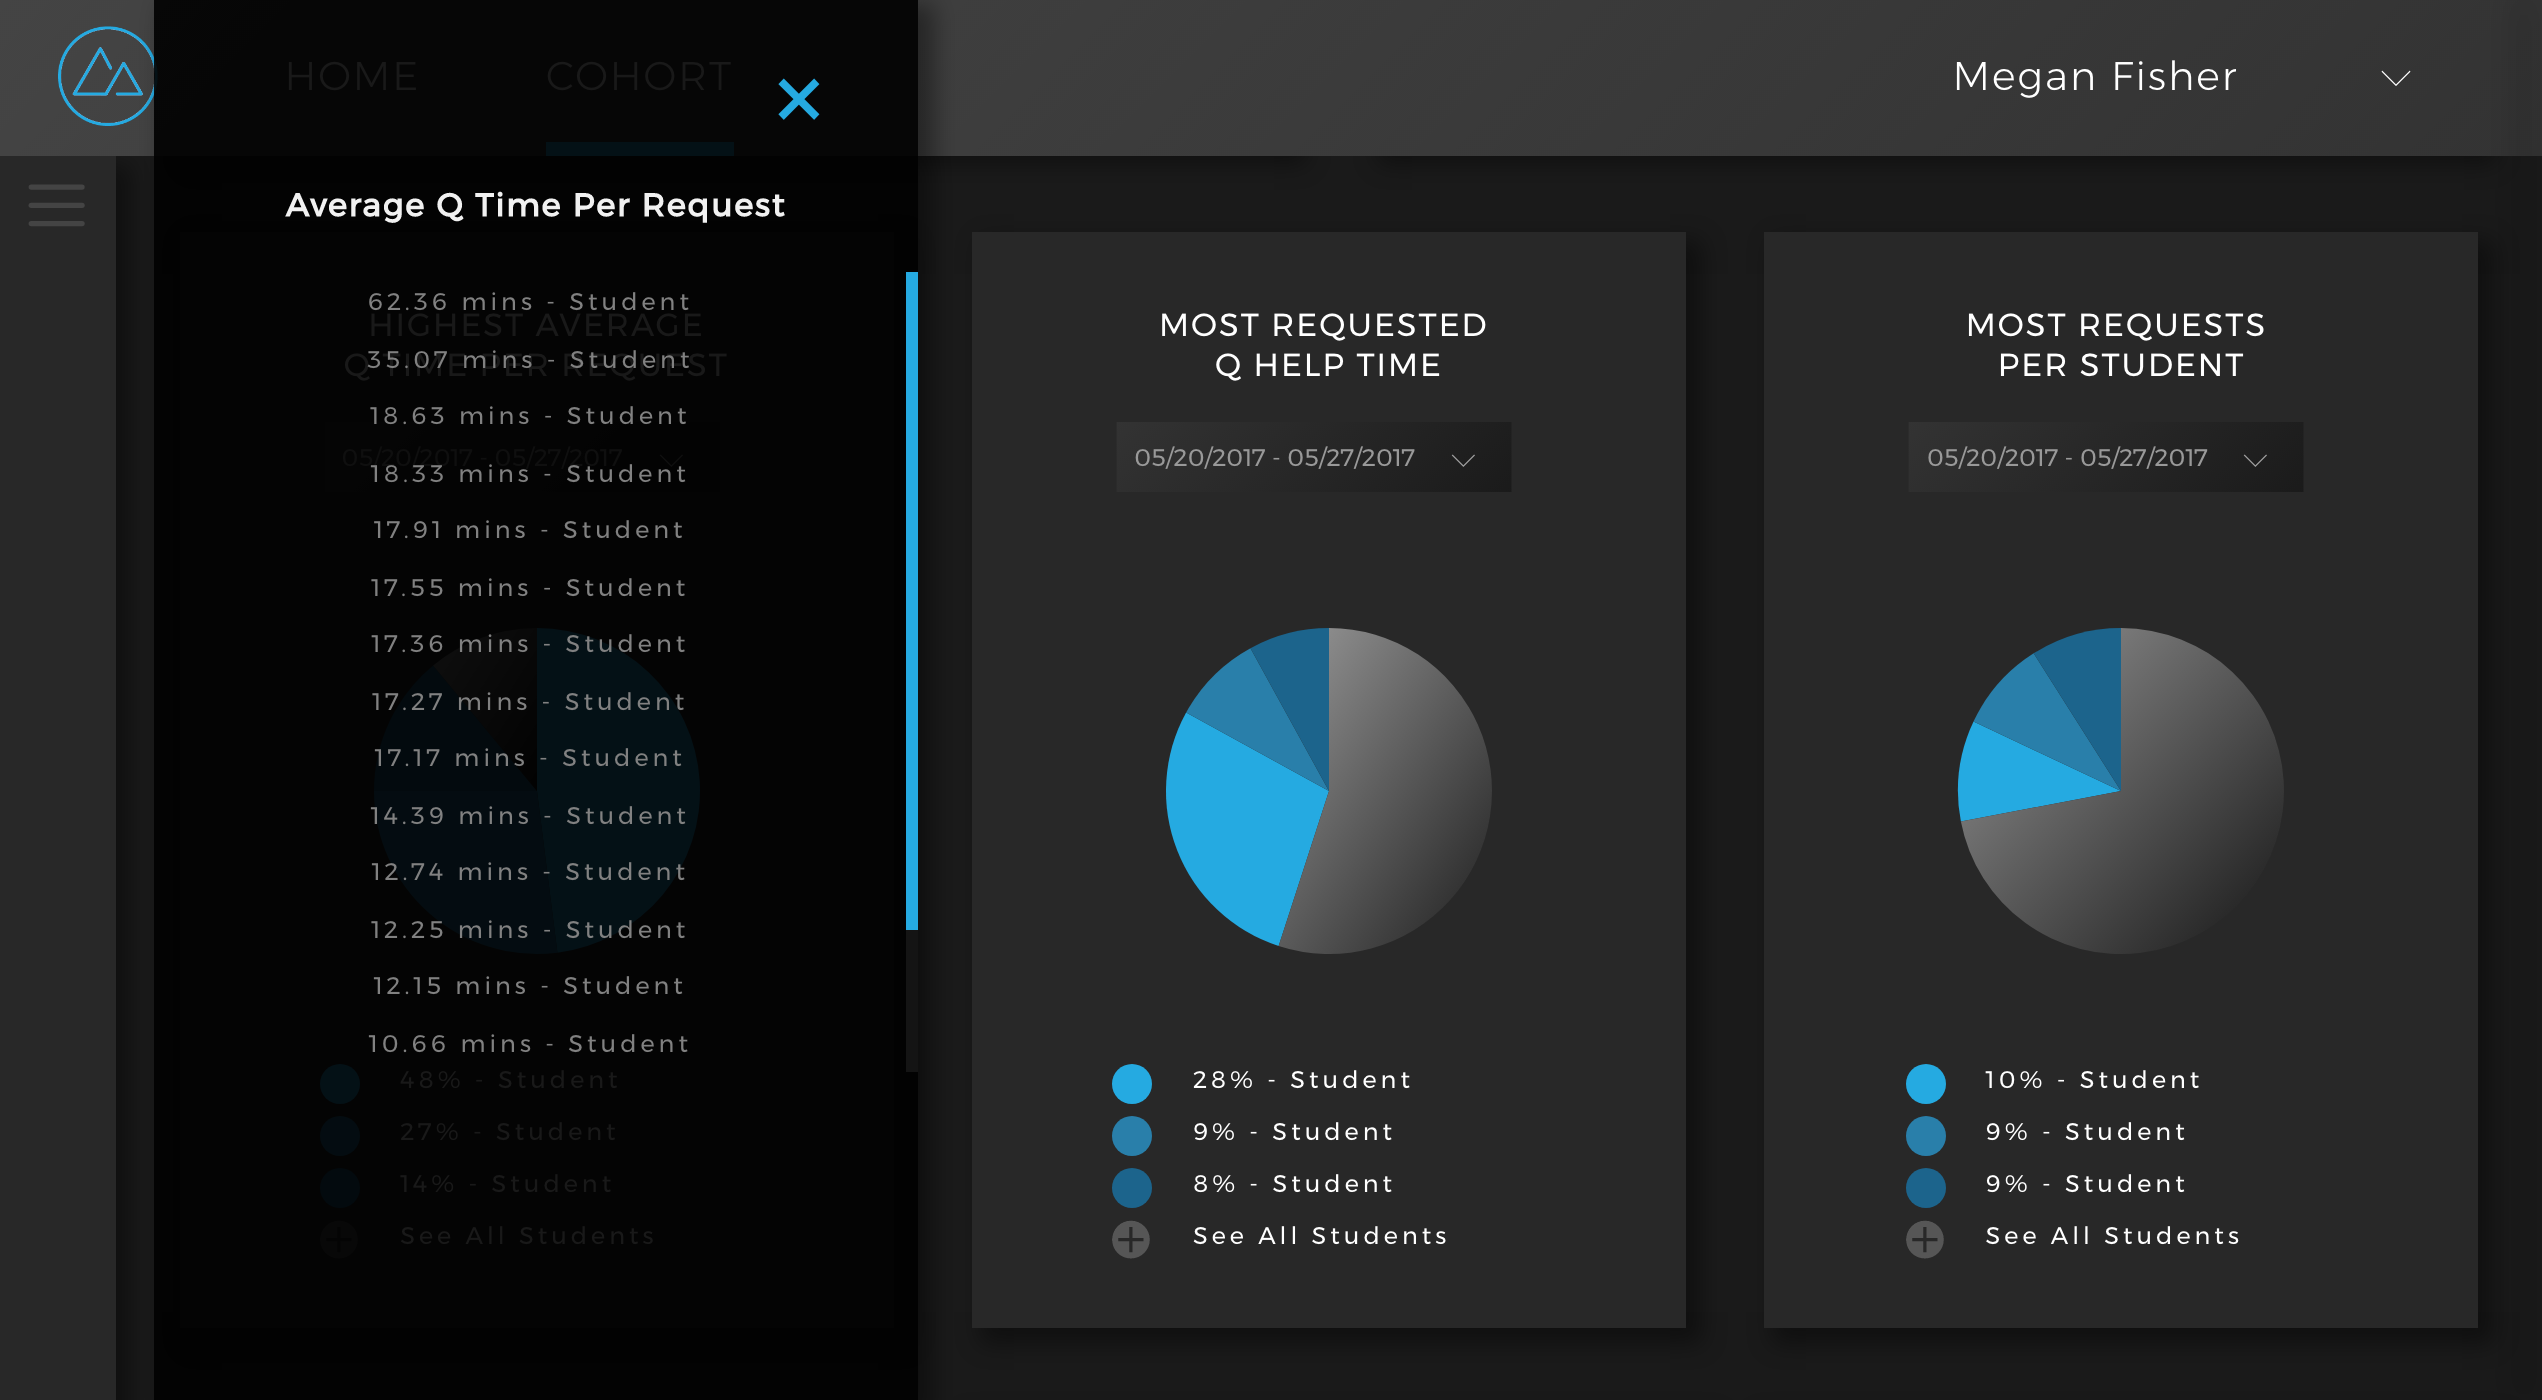 HOME
COHORT
Megan Fisher
Average Q Time Per Request
62.36 mins - Student
HIGHEST AVERAGE
35.07 mins - Student
Q TIME PER REQUEST
18.63 mins - Student
05/20/2017 - 05/27/2017
18.33 mins - Student
17.91 mins - Student
17.55 mins - Student
17.36 mins - Student
17.27 mins - Student
17.17 mins - Student
14.39 mins - Student
12.74 mins - Student
12.25 mins - Student
12.15 mins - Student
10.66 mins - Student
48% - Student
27% - Student
14% - Student
See All Students
MOST REQUESTED
Q HELP TIME
05/20/2017 - 05/27/2017
28% - Student
9% - Student
8% - Student
See All Students
MOST REQUESTS
PER STUDENT
05/20/2017 - 05/27/2017
10% - Student
9% - Student
9% - Student
See All Students